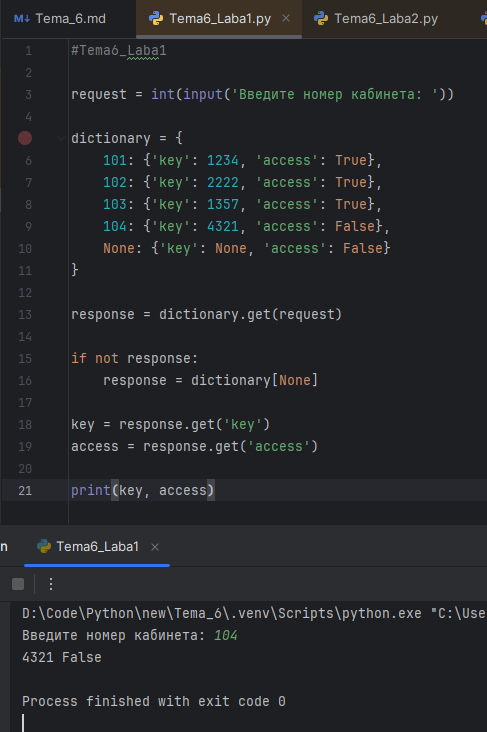 Tema_6.md Tema6_Laba1.py Tema6_Laba2.py
1 #Tema6_Laba1
2
3 request = int(input('Введите номер кабинета: '))
4
dictionary = {
6 101: {'key': 1234, 'access': True},
7 102: {'key': 2222, 'access': True},
8 103: {'key': 1357, 'access': True},
9 104: {'key': 4321, 'access': False},
10 None: {'key': None, 'access': False}
11 }
12
13 response = dictionary.get(request)
14
15 if not response:
16 response = dictionary[None]
17
18 key = response.get('key')
19 access = response.get('access')
20
21 print(key, access)
n Tema6_Laba1
D:\Code\Python\new\Tema_6\.venv\Scripts\python.exe "C:\Use
Введите номер кабинета: 104
4321 False
Process finished with exit code 0